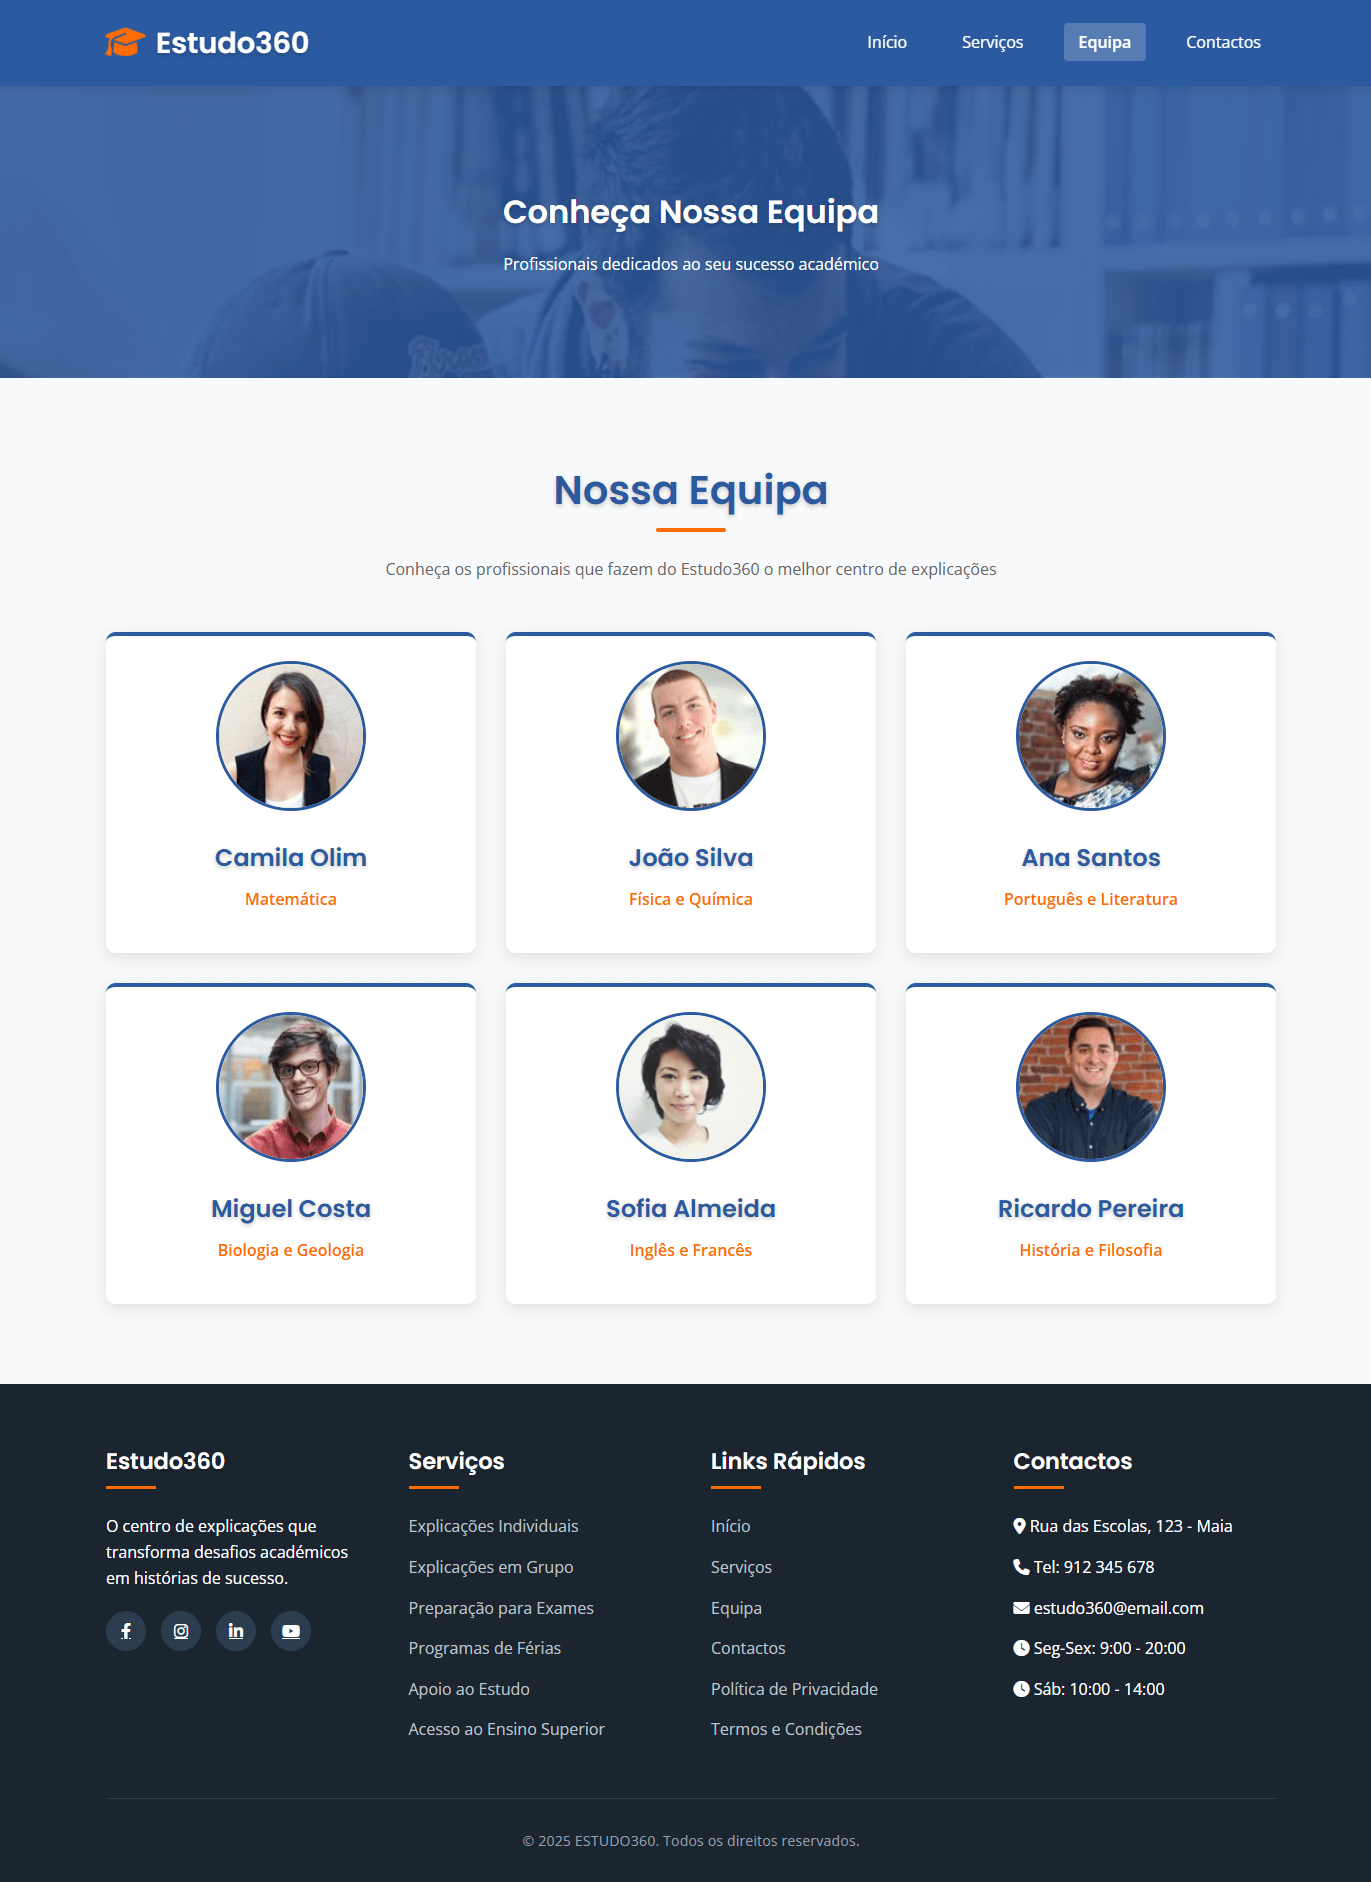 Estudo360
Início
Serviços
Equipa
Contactos
Conheça Nossa Equipa
Profissionais dedicados ao seu sucesso académico
Nossa Equipa
Conheça os profissionais que fazem do Estudo360 o melhor centro de explicações
Camila Olim
Matemática
João Silva
Física e Química
Ana Santos
Português e Literatura
Miguel Costa
Biologia e Geologia
Sofia Almeida
Inglês e Francês
Ricardo Pereira
História e Filosofia
Estudo360
O centro de explicações que
transforma desafios académicos
em histórias de sucesso.
Serviços
Explicações Individuais
Explicações em Grupo
Preparação para Exames
Programas de Férias
Apoio ao Estudo
Acesso ao Ensino Superior
Links Rápidos
Início
Serviços
Equipa
Contactos
Política de Privacidade
Termos e Condições
Contactos
Rua das Escolas, 123 - Maia
Tel: 912 345 678
estudo360@email.com
Seg-Sex: 9:00 - 20:00
Sáb: 10:00 - 14:00
© 2025 ESTUDO360. Todos os direitos reservados.